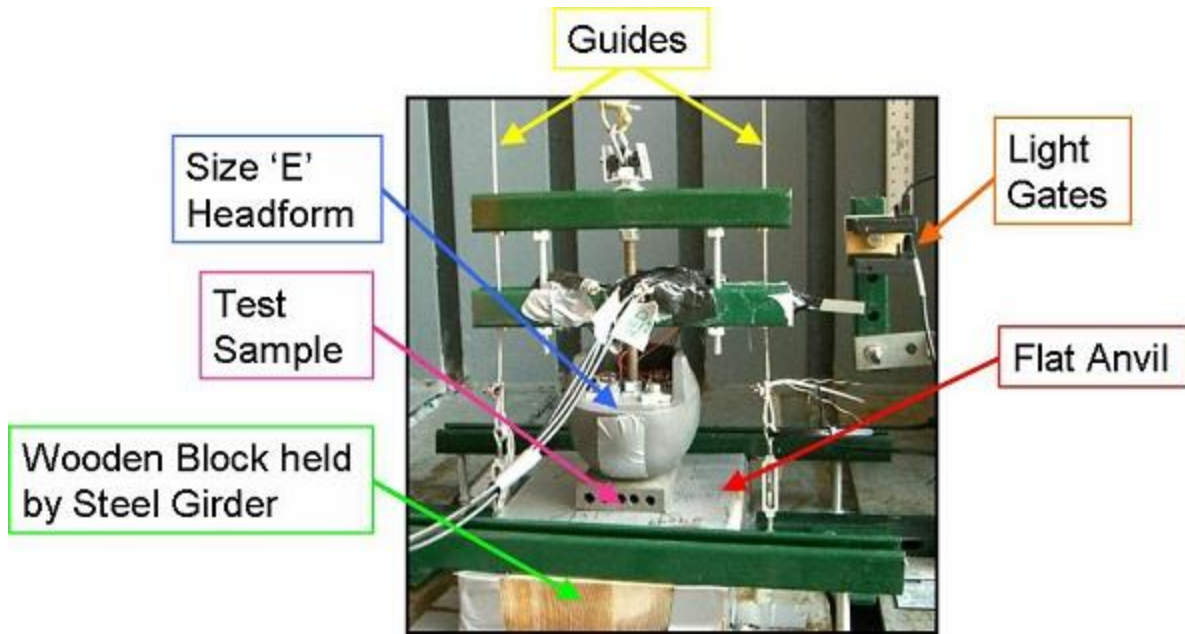 Guides
Size ‘E’
Headform
Light
Gates
Test
Sample
Flat Anvil
Wooden Block held
by Steel Girder